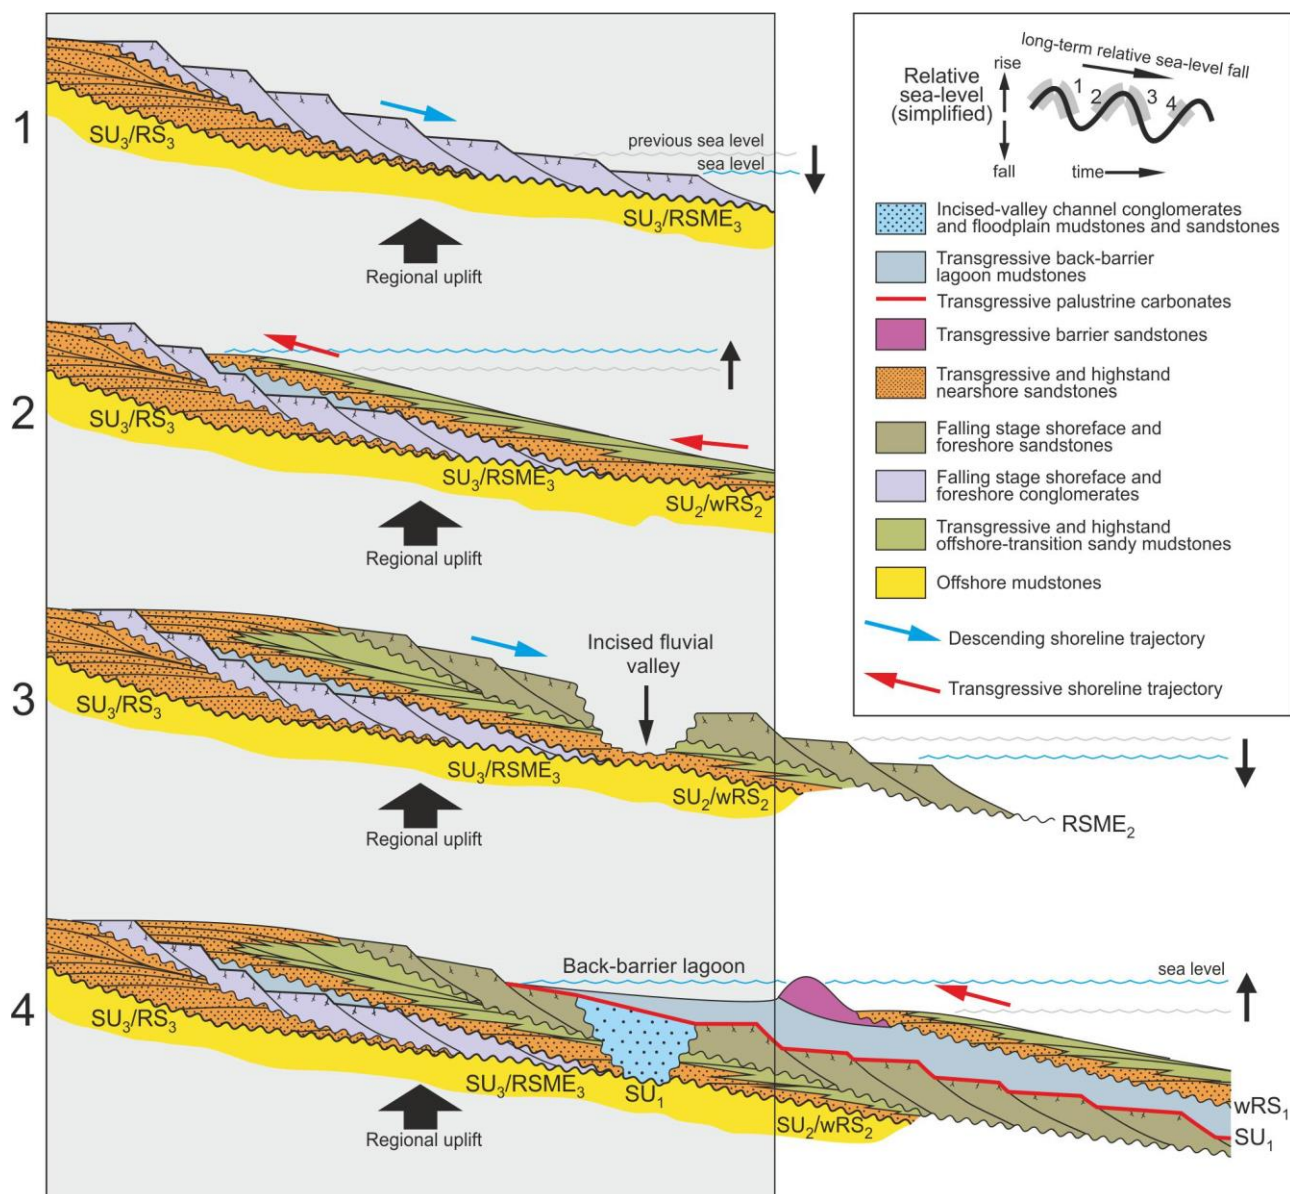 1
SU3/RS3
previous sea level
sea level
SU3/RSME3
Regional uplift
2
SU3/RS3
SU3/RSME3
SU2/wRS2
Regional uplift
3
Incised fluvial
valley
SU3/RS3
SU3/RSME3
SU2/wRS2
RSME2
Regional uplift
4
Back-barrier lagoon
sea level
SU3/RS3
SU3/RSME3
SU1
SU2/wRS2
wRS1
SU1
Regional uplift
long-term relative sea-level fall
Relative
sea-level
(simplified)
rise
fall
1
2
3
4
time
Incised-valley channel conglomerates
and floodplain mudstones and sandstones
Transgressive back-barrier
lagoon mudstones
Transgressive palustrine carbonates
Transgressive barrier sandstones
Transgressive and highstand
nearshore sandstones
Falling stage shoreface and
foreshore sandstones
Falling stage shoreface and
foreshore conglomerates
Transgressive and highstand
offshore-transition sandy mudstones
Offshore mudstones
Descending shoreline trajectory
Transgressive shoreline trajectory